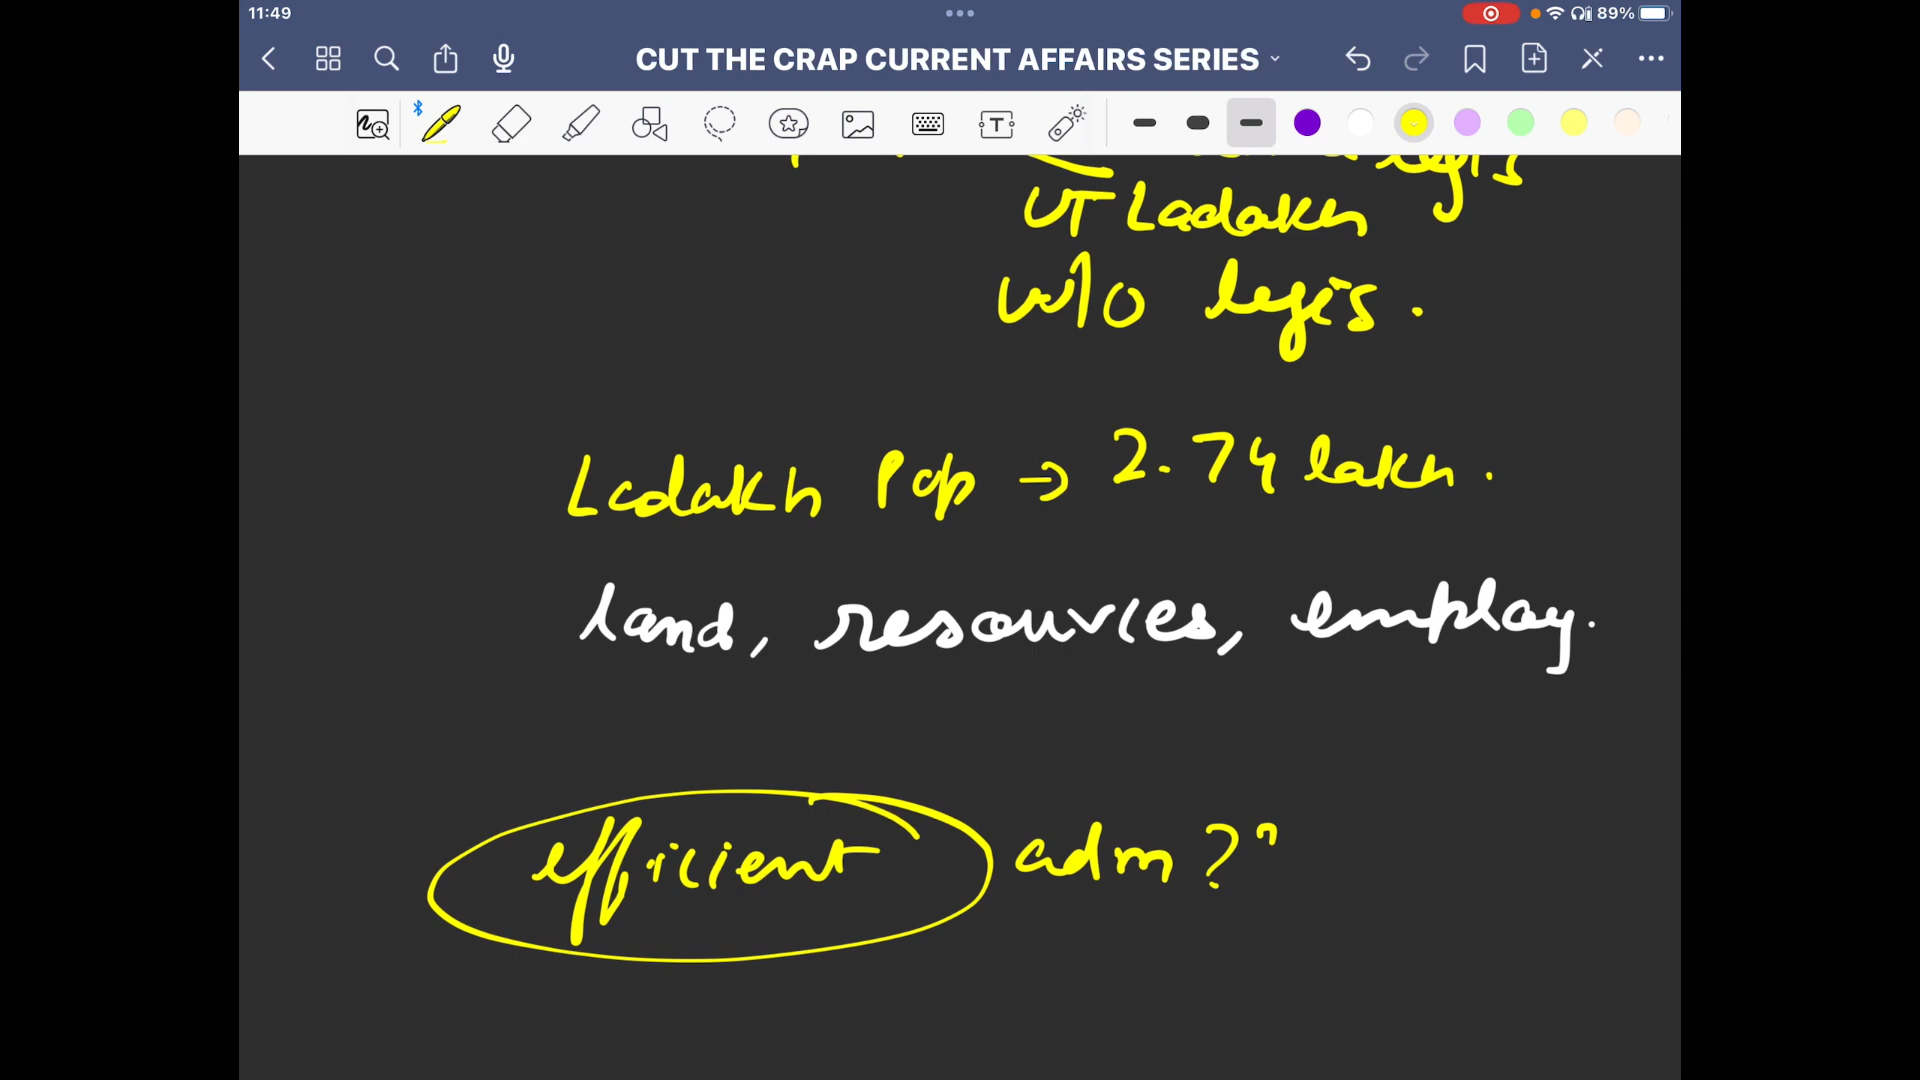 11:49
89%
CUT THE CRAP CURRENT AFFAIRS SERIES
legis
UT Ladakh
w/o legis.
Ladakh Pop → 2.74 lakh.
land, resources, employ.
efficient adm ??